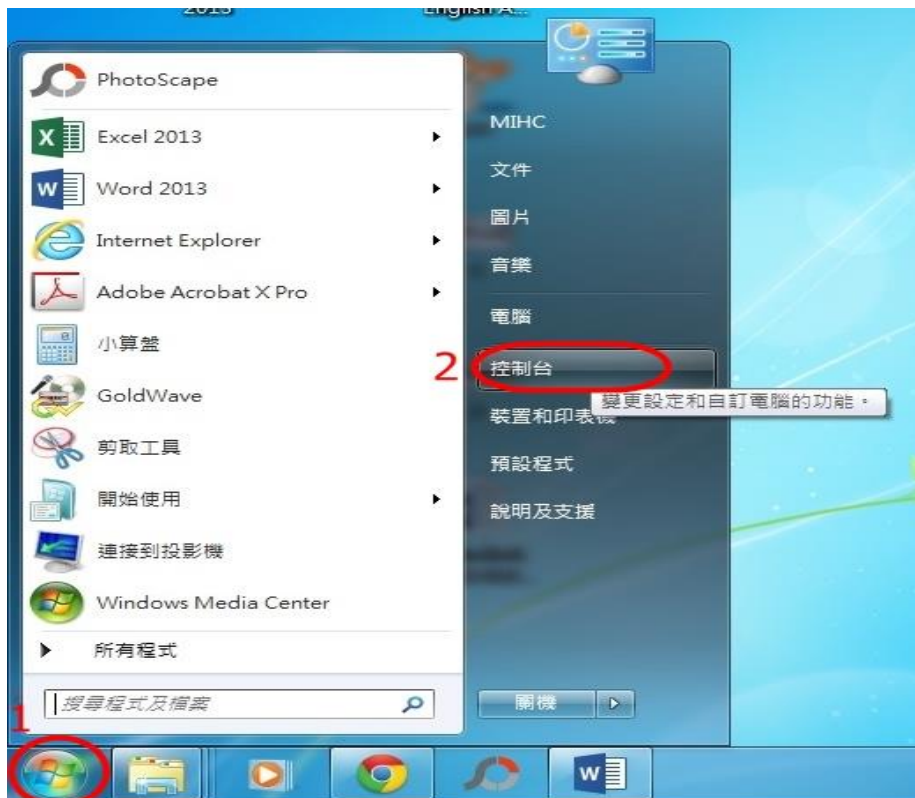 2013
English A...
PhotoScape
Excel 2013
Word 2013
Internet Explorer
Adobe Acrobat X Pro
小算盤
GoldWave
剪取工具
開始使用
連接到投影機
Windows Media Center
所有程式
搜尋程式及檔案
1
MIHC
文件
圖片
音樂
電腦
2
控制台
變更設定和自訂電腦的功能。
裝置和印表機
預設程式
說明及支援
關機